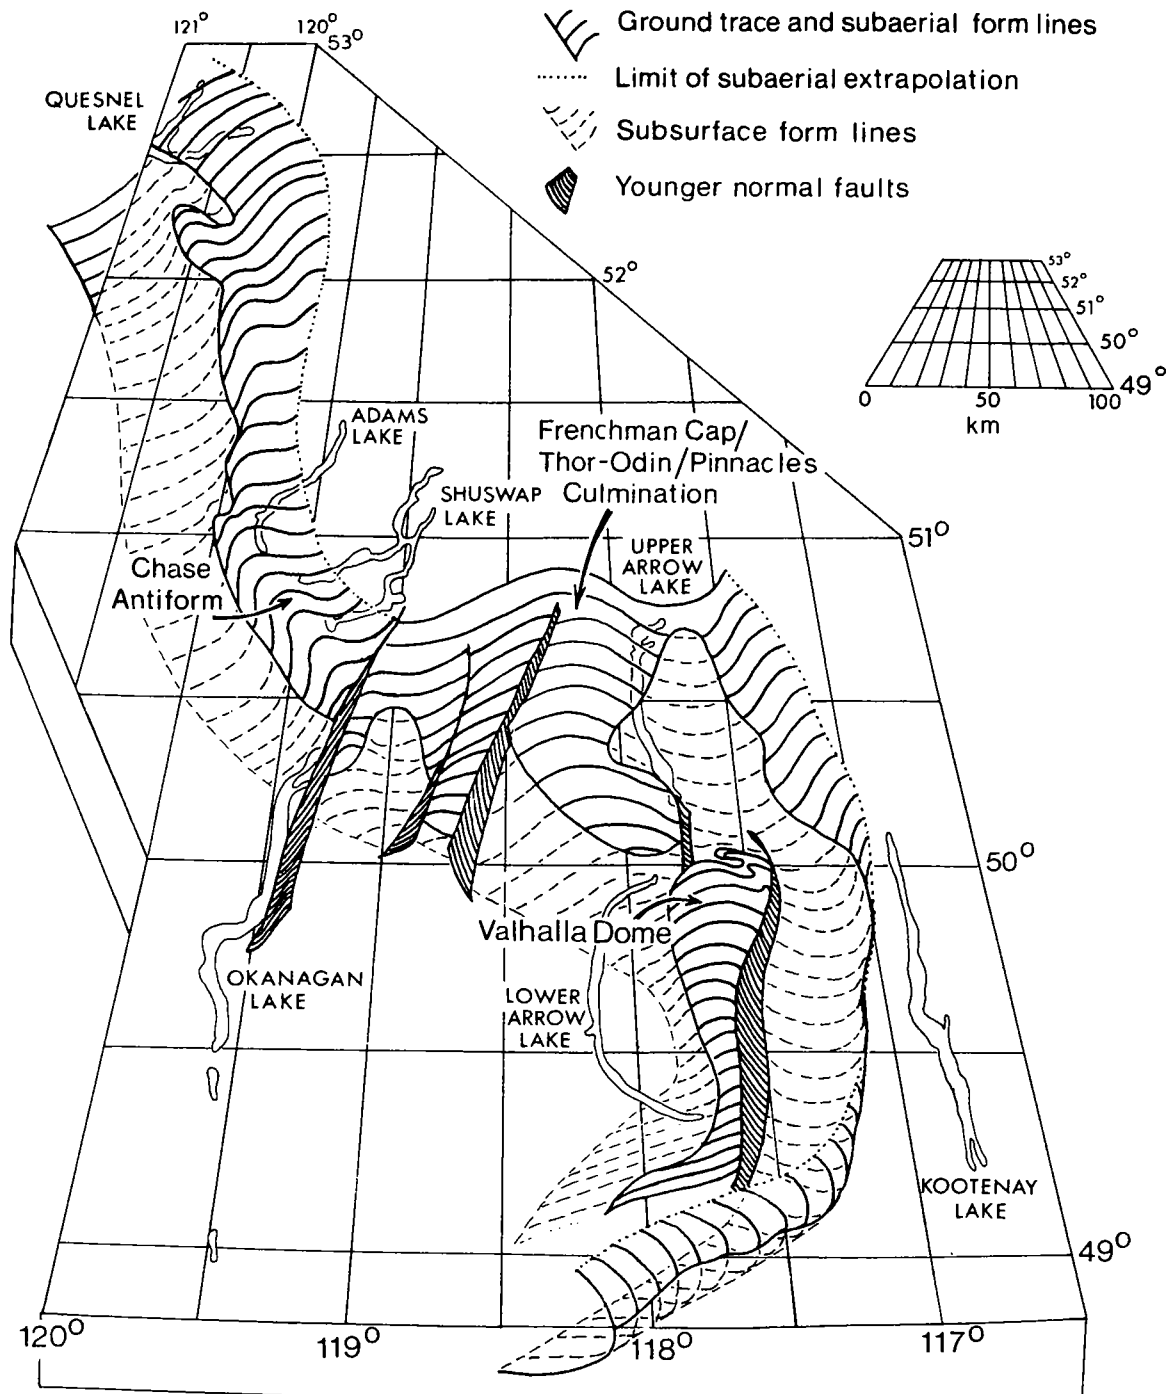 121° 120° 53°
QUESNEL
LAKE
Ground trace and subaerial form lines
Limit of subaerial extrapolation
Subsurface form lines
Younger normal faults
52°
53°
52°
51°
50°
49°
0 50 100
km
ADAMS
LAKE
Frenchman Cap/
Thor-Odin/Pinnacles
Culmination
SHUSWAP
LAKE
51°
UPPER
ARROW
LAKE
Chase
Antiform
50°
Valhalla Dome
OKANAGAN
LAKE
LOWER
ARROW
LAKE
KOOTENAY
LAKE
49°
120° 119° 118° 117°